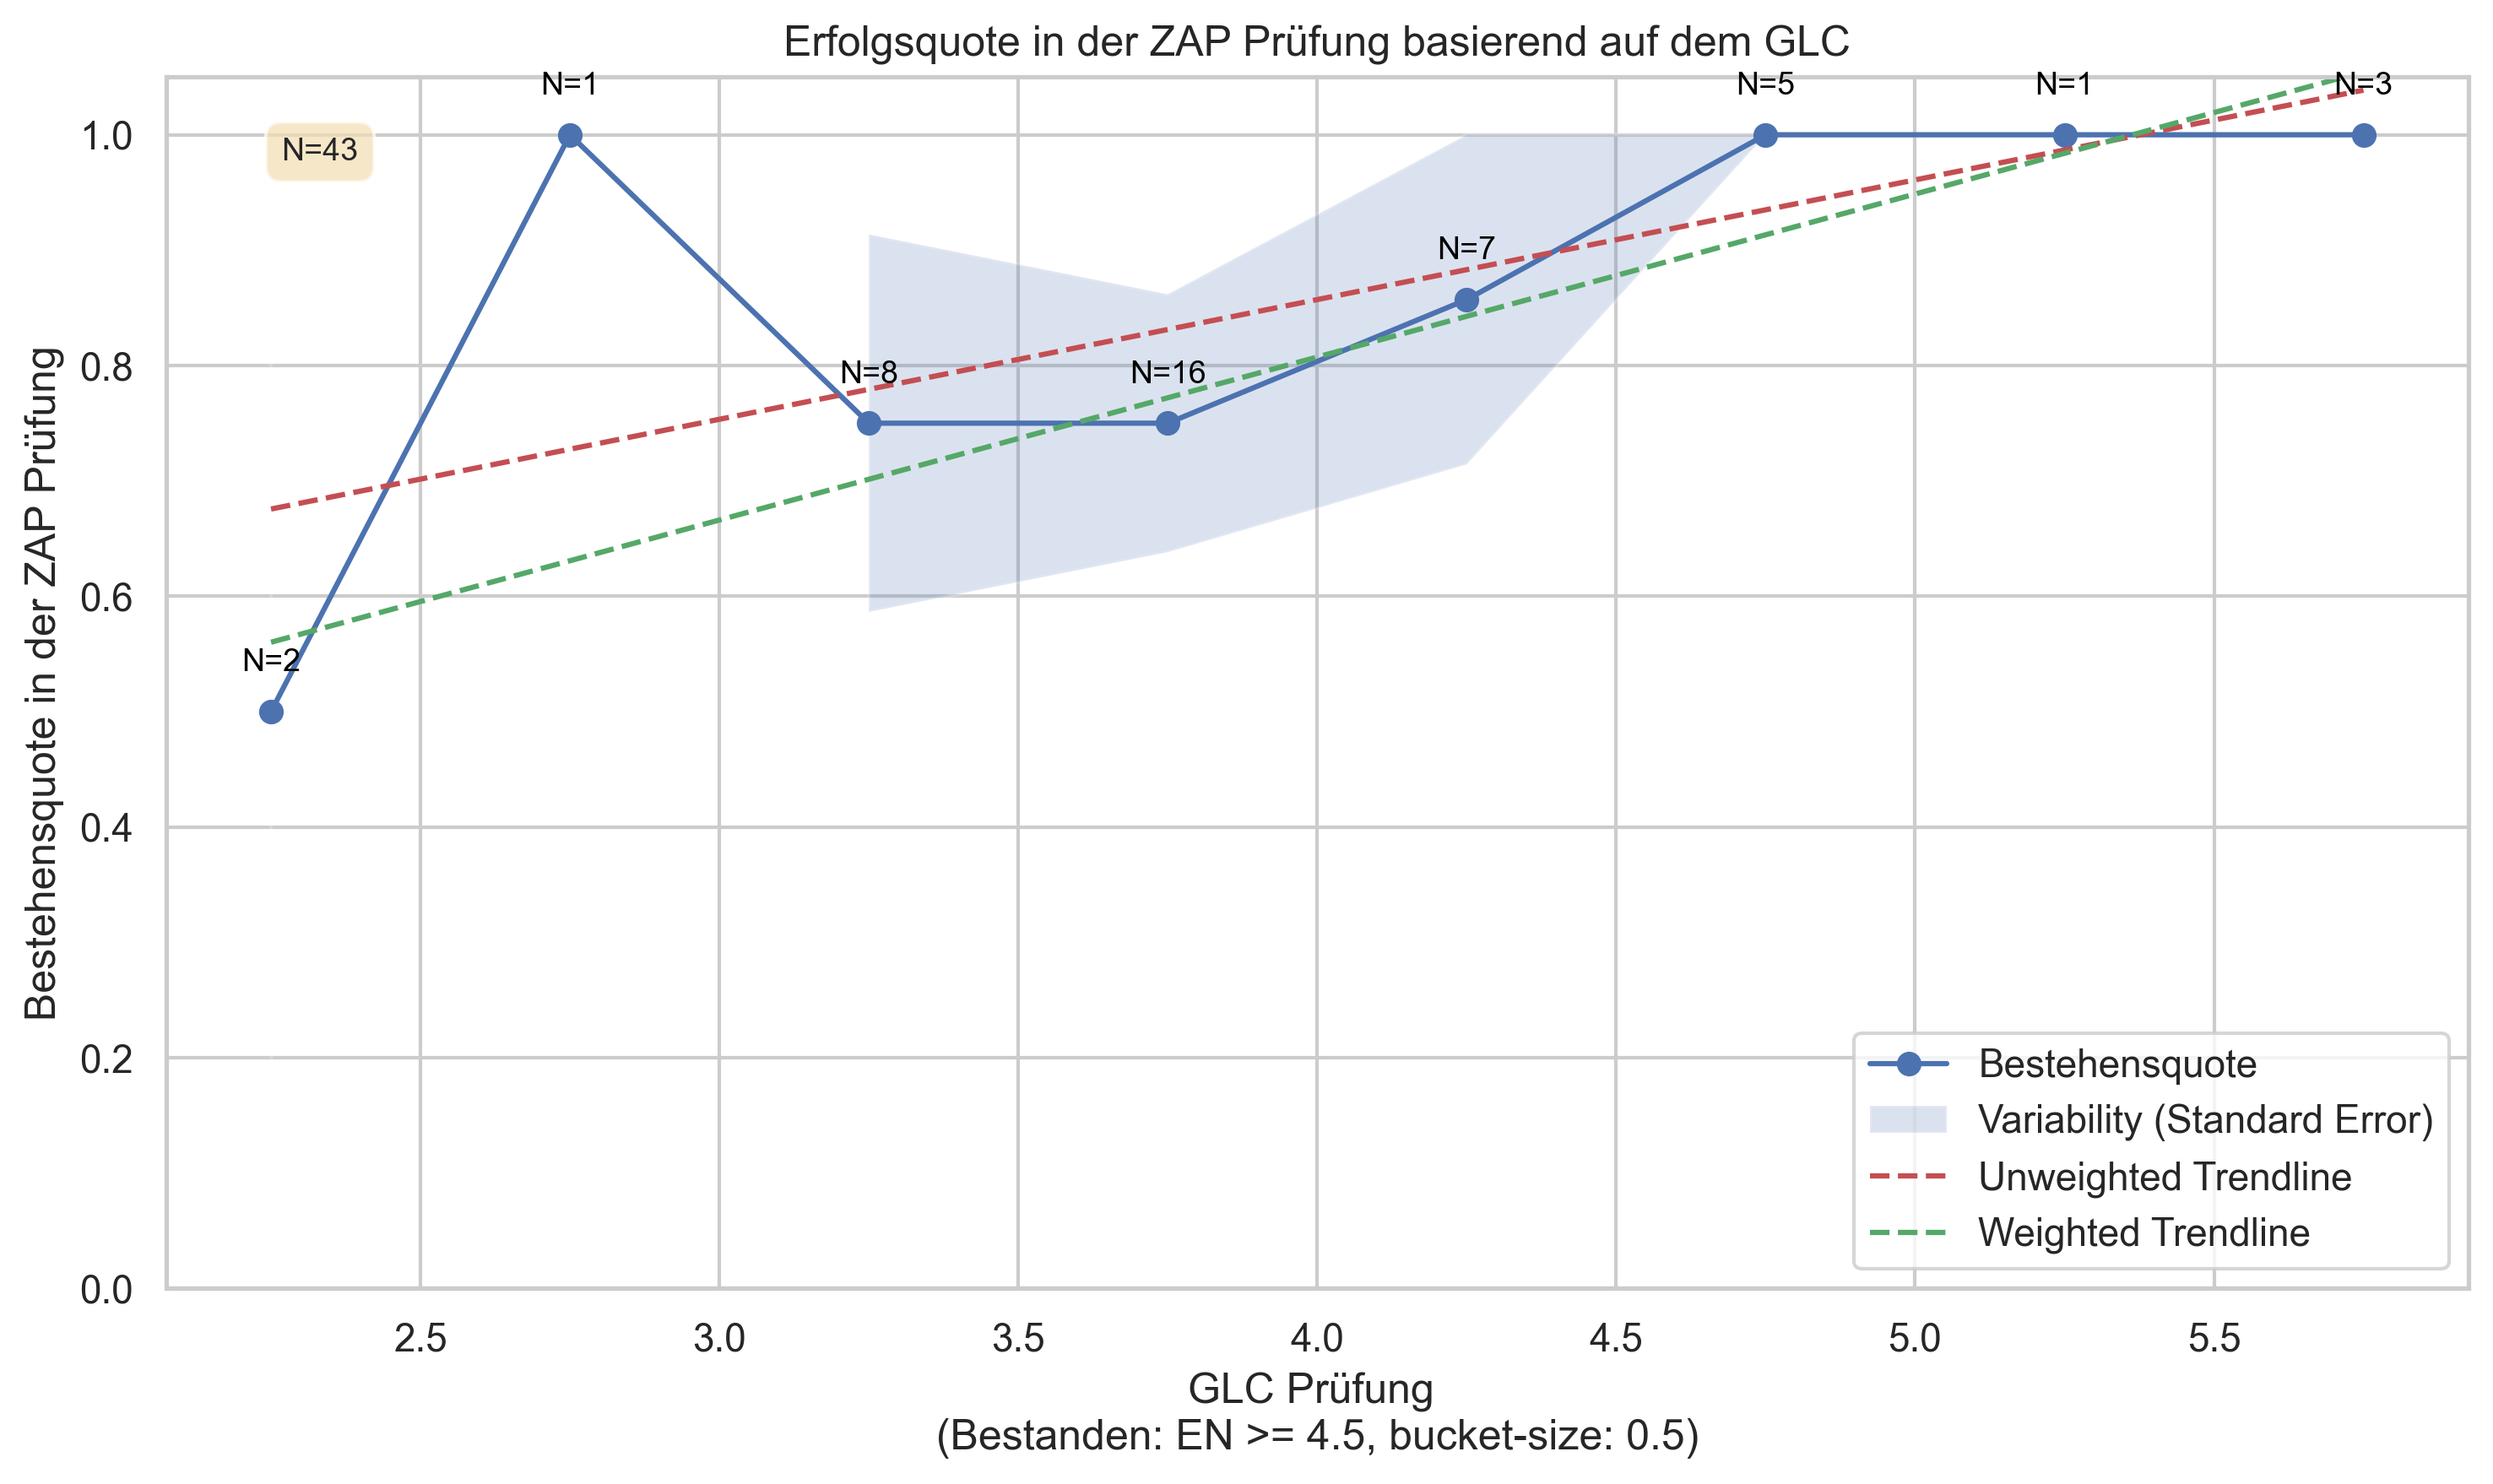 Erfolgsquote in der ZAP Prüfung basierend auf dem GLC
Bestehensquote in der ZAP Prüfung
1.0
0.8
0.6
0.4
0.2
0.0
N=43
N=2
N=1
N=8
N=16
N=7
N=5
N=1
N=3
Bestehensquote
Variability (Standard Error)
Unweighted Trendline
Weighted Trendline
2.5
3.0
3.5
4.0
4.5
5.0
5.5
GLC Prüfung
(Bestanden: EN >= 4.5, bucket-size: 0.5)